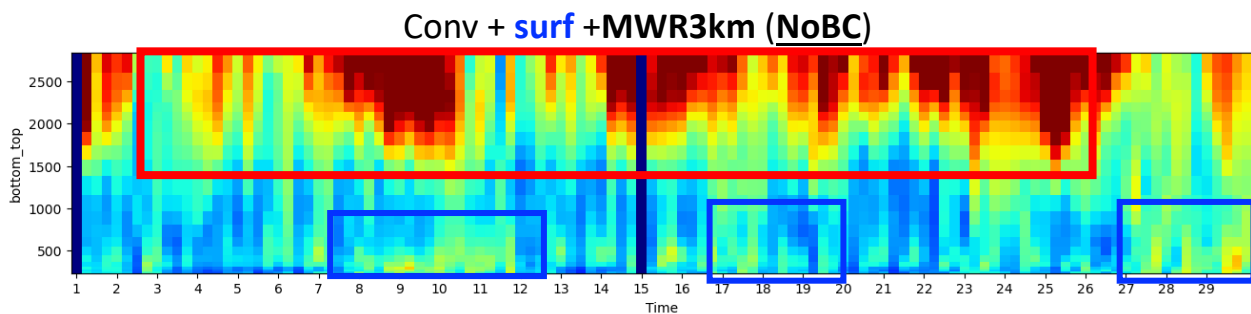 Conv + surf +MWR3km (NoBC)
bottom_top
2500
2000
1500
1000
500
1 2 3 4 5 6 7 8 9 10 11 12 13 14 15 16 17 18 19 20 21 22 23 24 25 26 27 28 29
Time